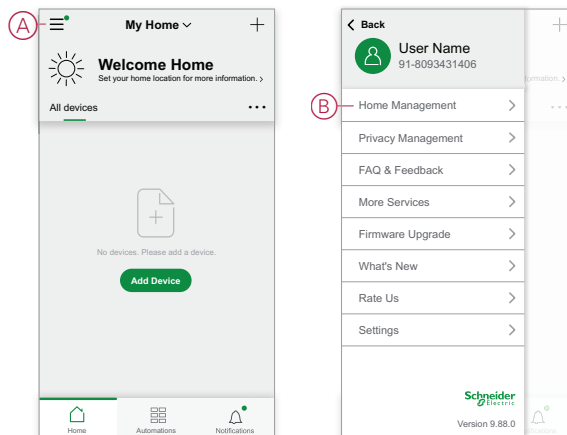 A
My Home
Welcome Home
Set your home location for more information. >
All devices
No devices. Please add a device.
Add Device
Home
Automations
Notifications
Back
User Name
91-8093431406
formation. >
B
Home Management
Privacy Management
FAQ & Feedback
More Services
Firmware Upgrade
What's New
Rate Us
Settings
Schneider
Electric
Version 9.88.0